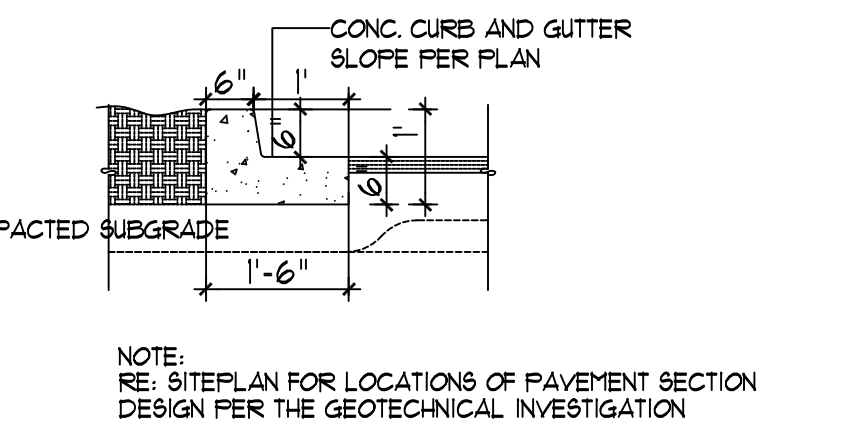 CONC. CURB AND GUTTER
SLOPE PER PLAN
6" 1'
6" 1'
6"
PACTED SUBGRADE
1'-6"
NOTE:
RE: SITEPLAN FOR LOCATIONS OF PAVEMENT SECTION
DESIGN PER THE GEOTECHNICAL INVESTIGATION